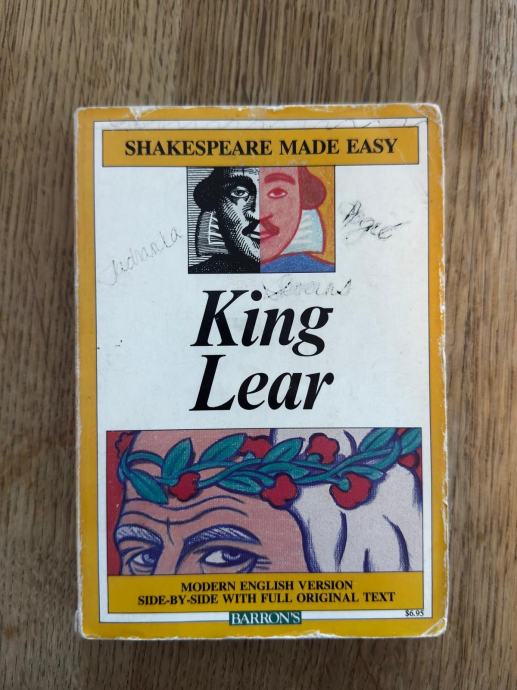 SHAKESPEARE MADE EASY
King
Lear
MODERN ENGLISH VERSION
SIDE-BY-SIDE WITH FULL ORIGINAL TEXT
$6.95
BARRON'S